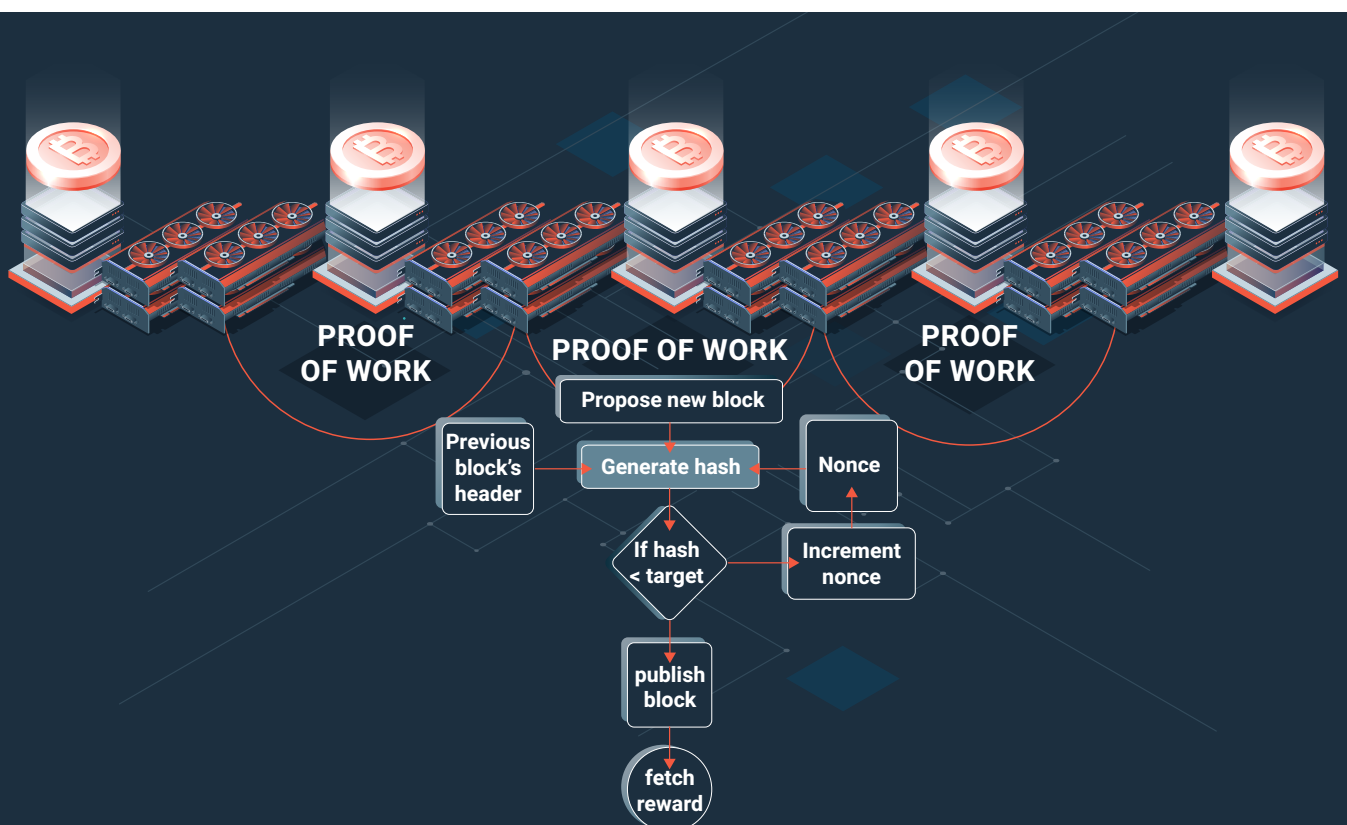 PROOF
OF WORK
PROOF OF WORK
PROOF
OF WORK
Propose new block
Previous
block's
header
Generate hash
Nonce
If hash
< target
Increment
nonce
publish
block
fetch
reward